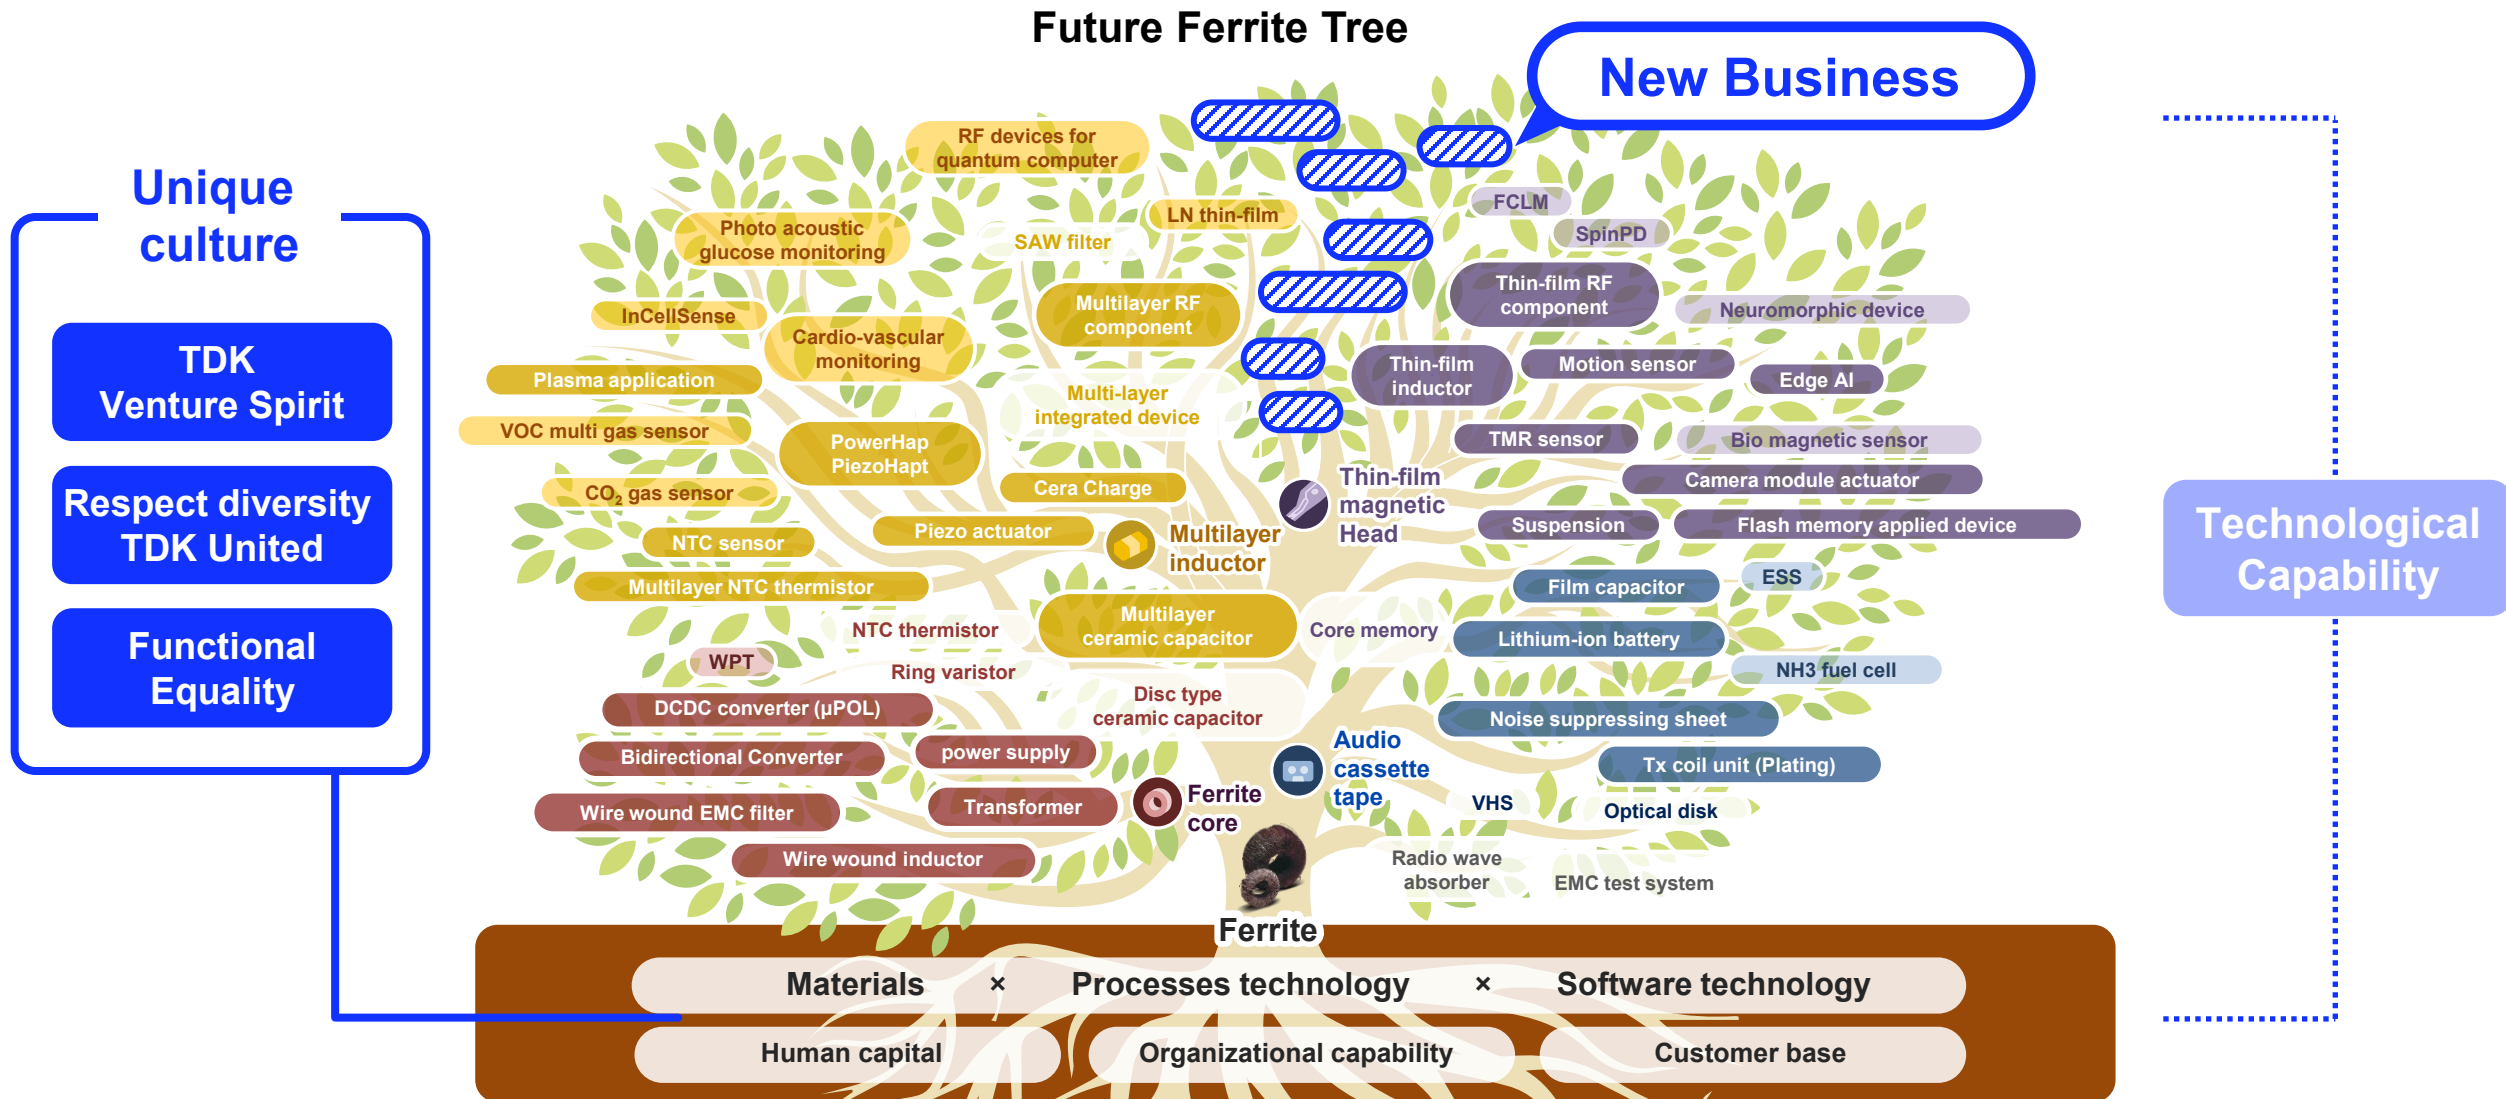 Future Ferrite Tree
New Business
Unique
culture
TDK
Venture Spirit
Respect diversity
TDK United
Functional
Equality
RF devices for
quantum computer
Photo acoustic
glucose monitoring
SAW filter
LN thin-film
InCellSense
Cardio-vascular
monitoring
Multilayer RF
component
Plasma application
Multi-layer
integrated device
VOC multi gas sensor
PowerHap
PiezoHapt
CO₂ gas sensor
Cera Charge
NTC sensor
Piezo actuator
Multilayer
inductor
Multilayer NTC thermistor
Multilayer
ceramic capacitor
FCLM
SpinPD
Thin-film RF
component
Neuromorphic device
Thin-film
inductor
Motion sensor
Edge AI
TMR sensor
Bio magnetic sensor
Thin-film
magnetic
Head
Camera module actuator
Suspension
Flash memory applied device
Core memory
Film capacitor
ESS
Lithium-ion battery
NH3 fuel cell
Noise suppressing sheet
Tx coil unit (Plating)
Audio
cassette
tape
VHS
Optical disk
Radio wave
absorber
EMC test system
NTC thermistor
WPT
Ring varistor
Disc type
ceramic capacitor
DCDC converter (μPOL)
Bidirectional Converter
power supply
Wire wound EMC filter
Transformer
Ferrite
core
Wire wound inductor
Ferrite
Materials × Processes technology × Software technology
Human capital
Organizational capability
Customer base
Technological
Capability